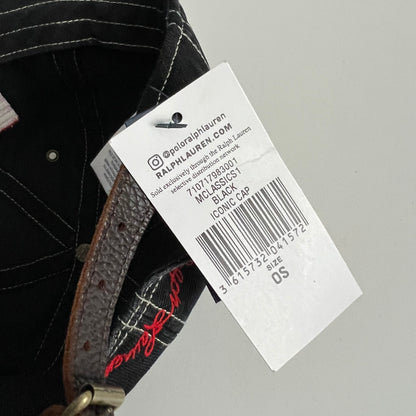 @poloralphlauren
RALPHLAUREN.COM
Sold exclusively through the Ralph Lauren
selective distribution network
710717983001
MCLASSICS1
BLACK
ICONIC CAP
3 615732 041572
SIZE
OS
Lauren